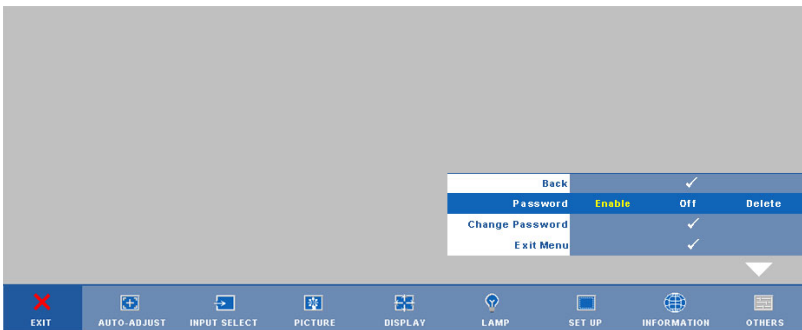 Back
Password Enable Off Delete
Change Password
Exit Menu
EXIT AUTO-ADJUST INPUT SELECT PICTURE DISPLAY LAMP SET UP INFORMATION OTHERS